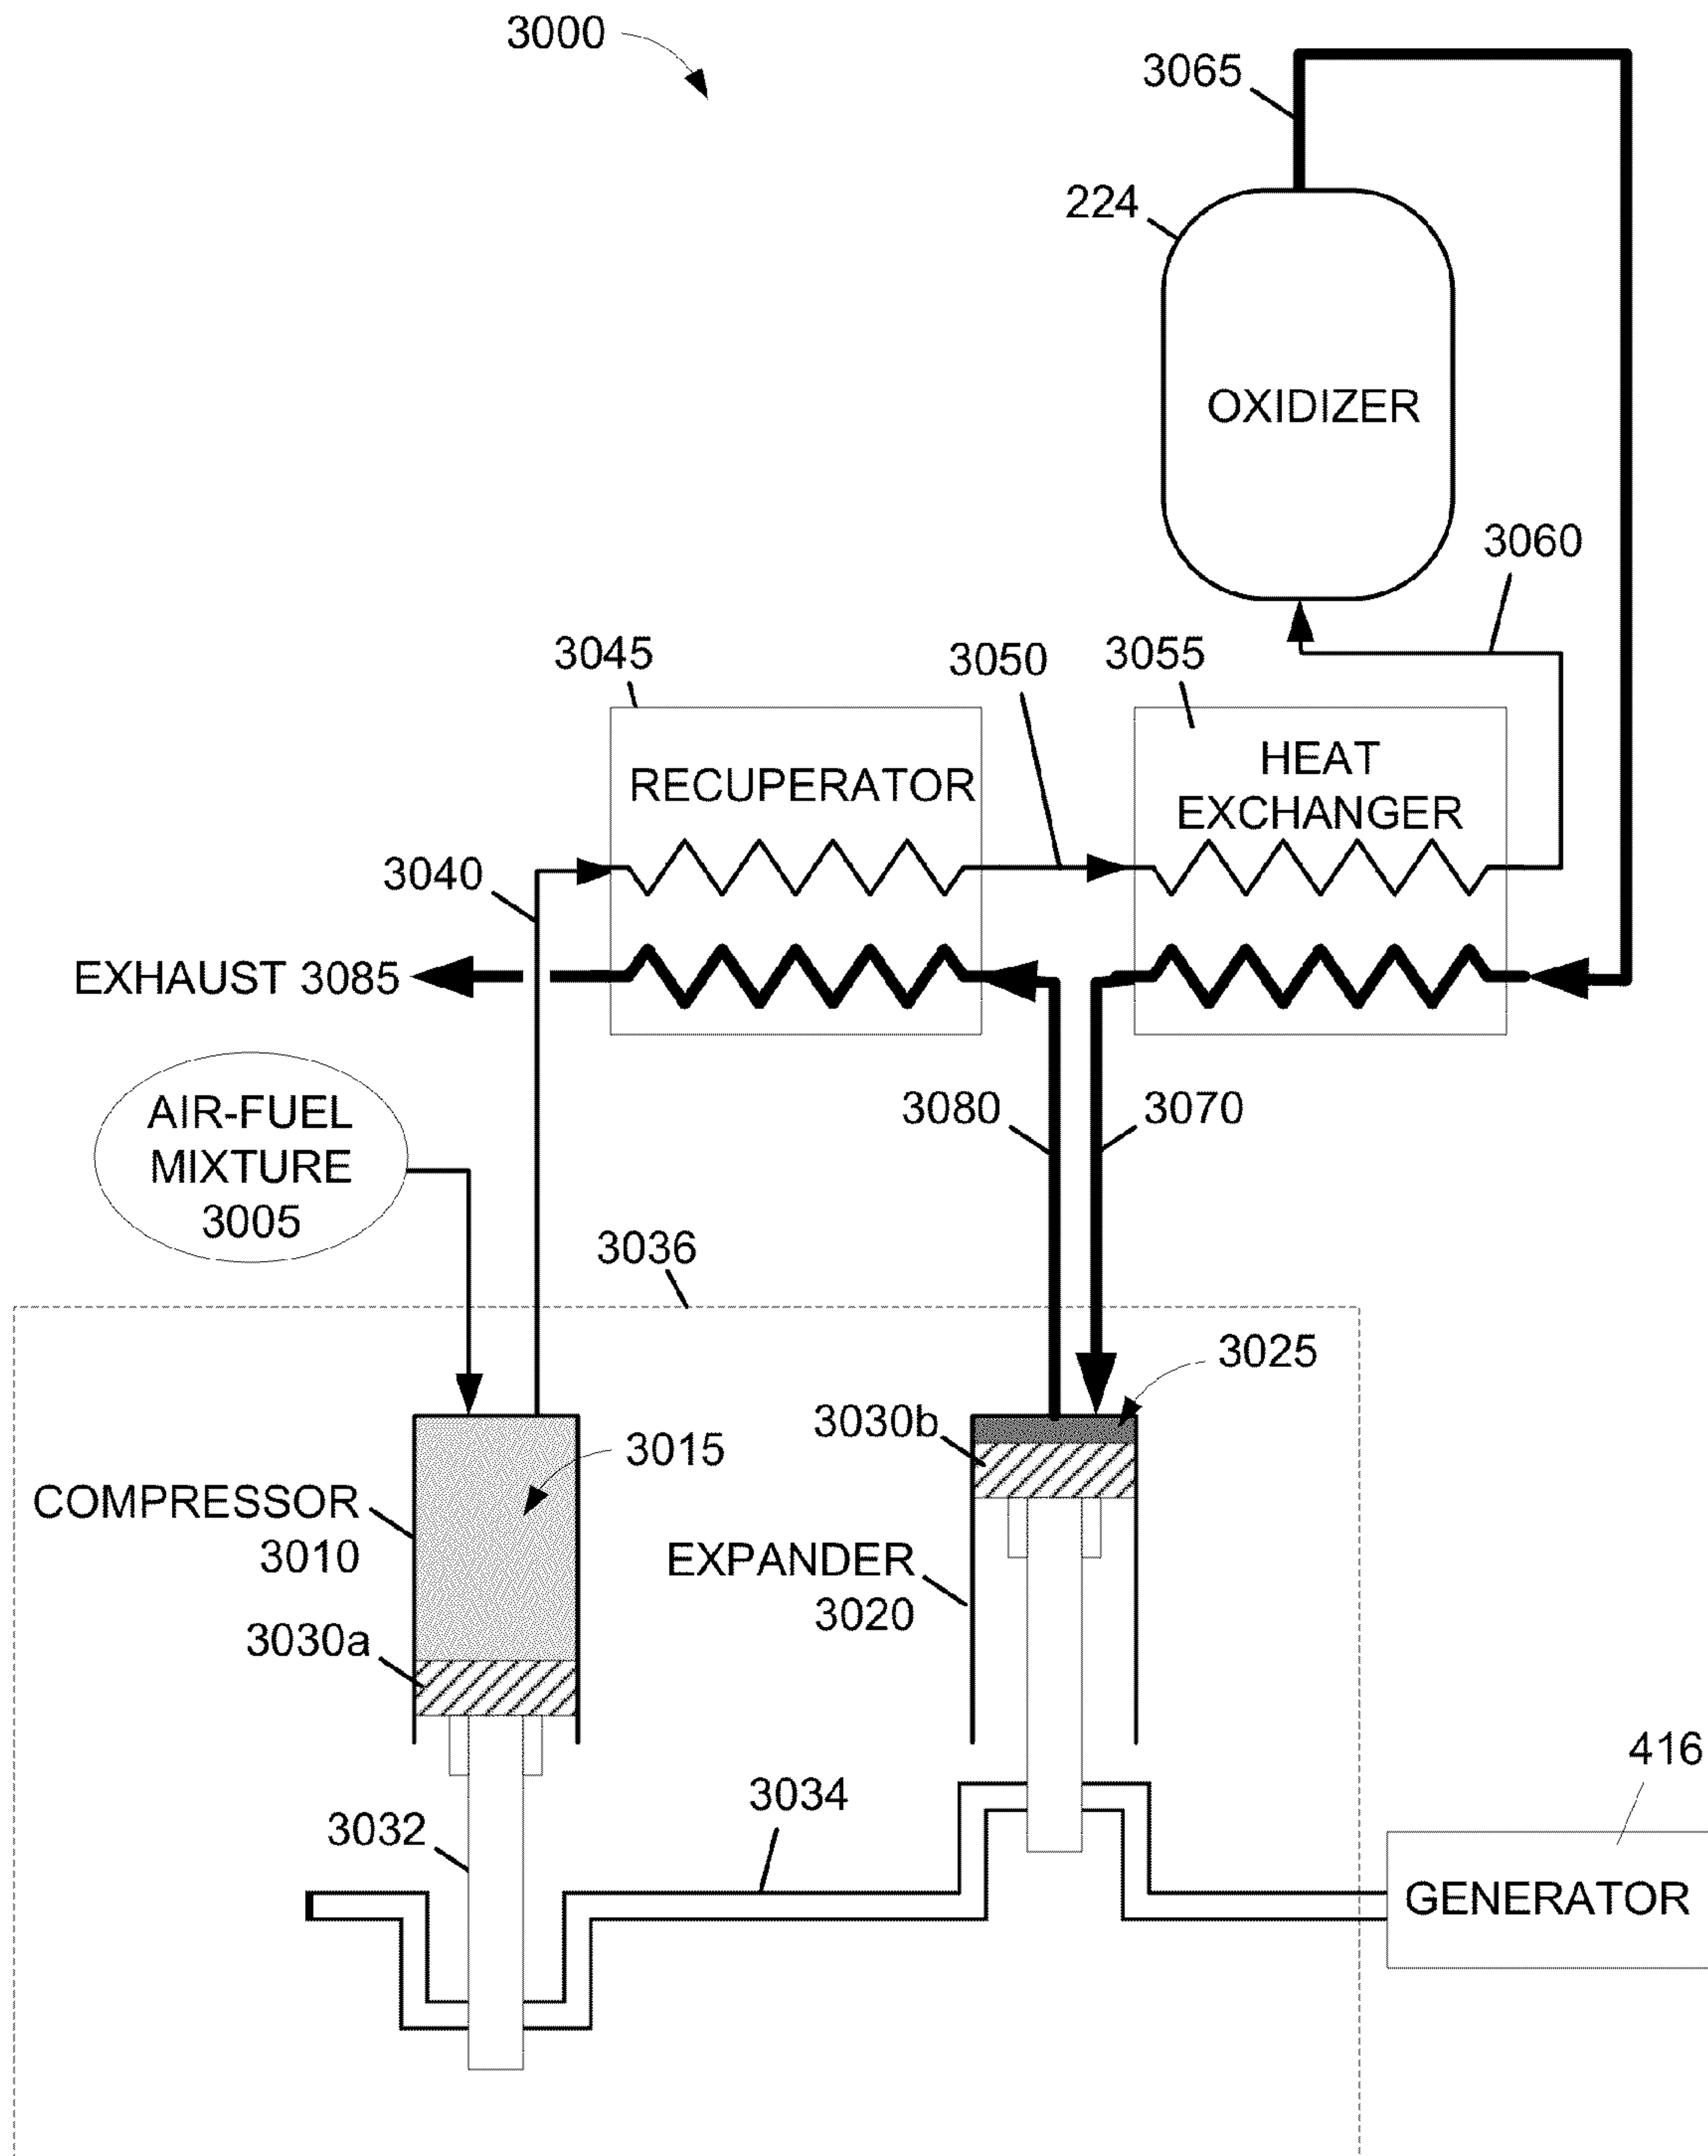 3000
3065
224
OXIDIZER
3060
3045
3050
3055
RECUPERATOR
HEAT
EXCHANGER
3040
EXHAUST 3085
AIR-FUEL
MIXTURE
3005
3080
3070
3036
3025
3030b
3015
COMPRESSOR
3010
EXPANDER
3020
3030a
416
3034
3032
GENERATOR